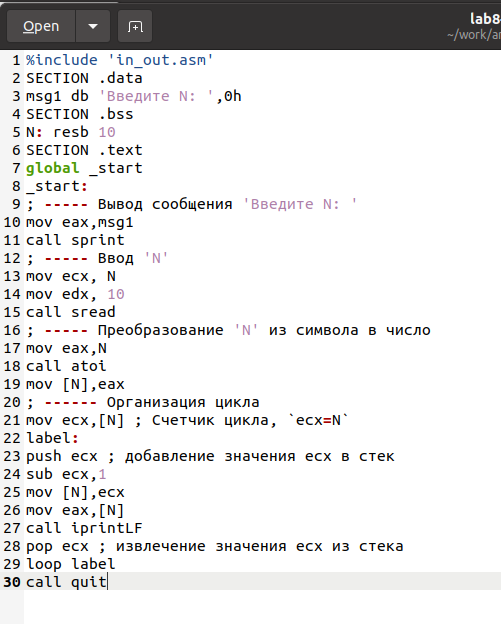 Open
lab8
~/work/ar
1 %include 'in_out.asm'
2 SECTION .data
3 msg1 db 'Введите N: ',0h
4 SECTION .bss
5 N: resb 10
6 SECTION .text
7 global _start
8 _start:
9 ; ----- Вывод сообщения 'Введите N: '
10 mov eax,msg1
11 call sprint
12 ; ----- Ввод 'N'
13 mov ecx, N
14 mov edx, 10
15 call sread
16 ; ----- Преобразование 'N' из символа в число
17 mov eax,N
18 call atoi
19 mov [N],eax
20 ; ------ Организация цикла
21 mov ecx,[N] ; Счетчик цикла, `ecx=N`
22 label:
23 push ecx ; добавление значения ecx в стек
24 sub ecx,1
25 mov [N],ecx
26 mov eax,[N]
27 call iprintLF
28 pop ecx ; извлечение значения ecx из стека
29 loop label
30 call quit